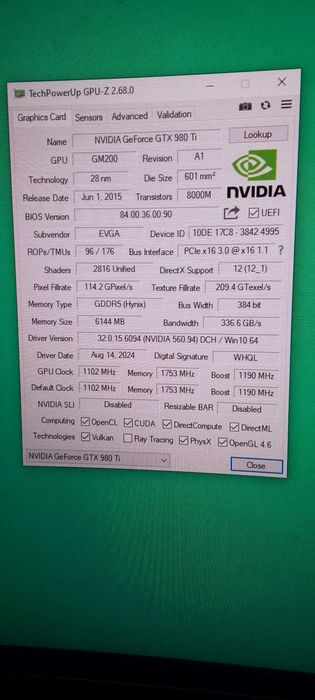 TechPowerUp GPU-Z 2.68.0
Graphics Card Sensors Advanced Validation
Name NVIDIA GeForce GTX 980 Ti Lookup
GPU GM200 Revision A1
Technology 28 nm Die Size 601 mm²
Release Date Jun 1, 2015 Transistors 8000M
NVIDIA
BIOS Version 84.00.36.00.90 UEFI
Subvendor EVGA Device ID 10DE 17C8 - 3842 4995
ROPs/TMUs 96 / 176 Bus Interface PCIe x16 3.0 @ x16 1.1 ?
Shaders 2816 Unified DirectX Support 12 (12_1)
Pixel Fillrate 114.2 GPixel/s Texture Fillrate 209.4 GTexel/s
Memory Type GDDR5 (Hynix) Bus Width 384 bit
Memory Size 6144 MB Bandwidth 336.6 GB/s
Driver Version 32.0.15.6094 (NVIDIA 560.94) DCH / Win10 64
Driver Date Aug 14, 2024 Digital Signature WHQL
GPU Clock 1102 MHz Memory 1753 MHz Boost 1190 MHz
Default Clock 1102 MHz Memory 1753 MHz Boost 1190 MHz
NVIDIA SLI Disabled Resizable BAR Disabled
Computing OpenCL CUDA DirectCompute DirectML
Technologies Vulkan Ray Tracing PhysX OpenGL 4.6
NVIDIA GeForce GTX 980 Ti Close